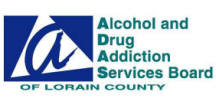 a
Alcohol and
Drug
Addiction
Services Board
OF LORAIN COUNTY